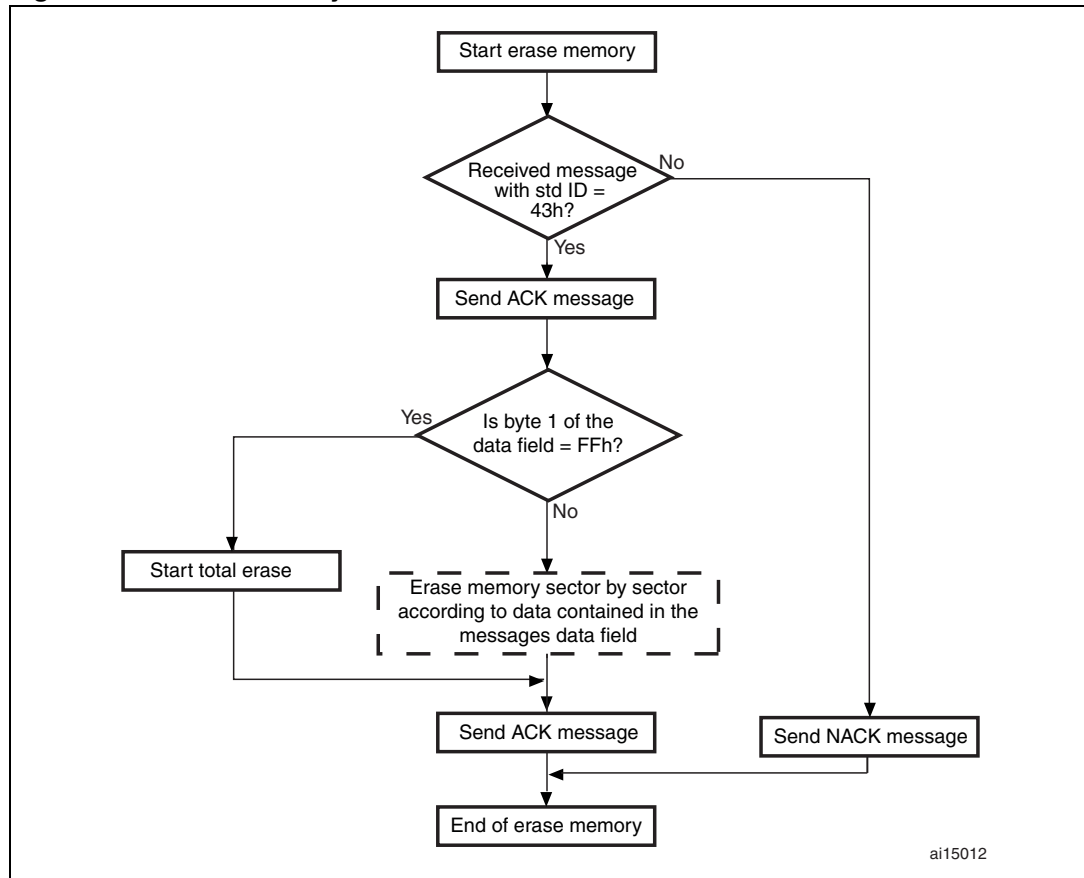 Start erase memory
Received message
with std ID =
43h?
No
Yes
Send ACK message
Is byte 1 of the
data field = FFh?
Yes
No
Start total erase
Erase memory sector by sector
according to data contained in the
messages data field
Send ACK message
Send NACK message
End of erase memory
ai15012